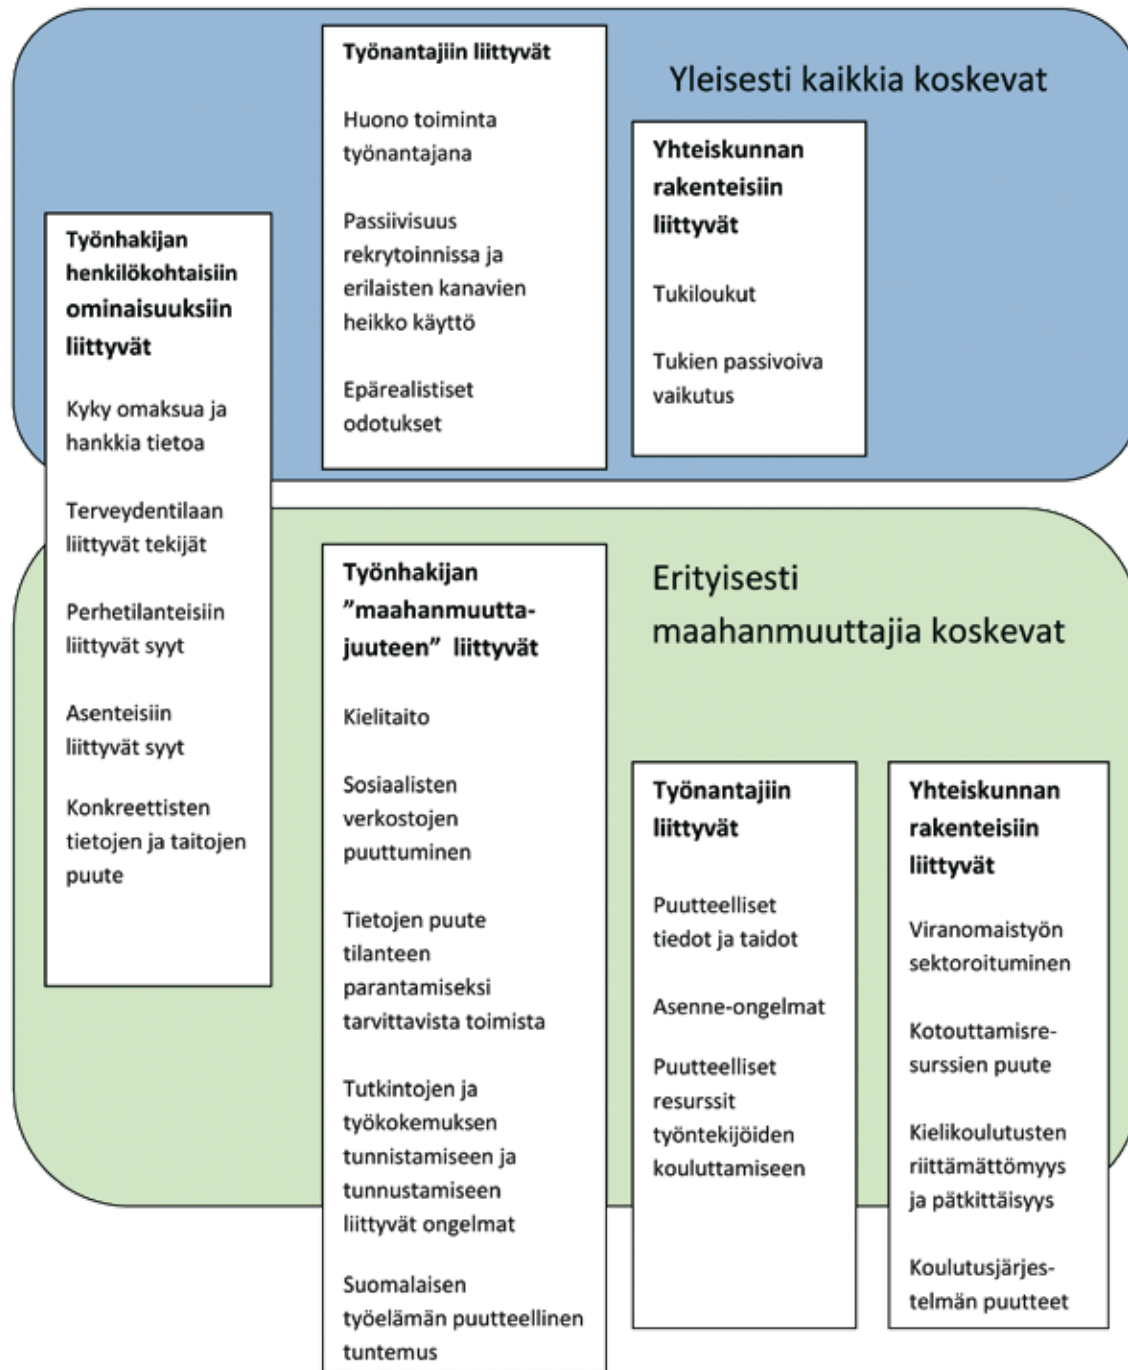 Yleisesti kaikkia koskevat
Työnhakijan
henkilökohtaisiin
ominaisuuksiin
liittyvät
Kyky omaksua ja
hankkia tietoa
Terveydentilaan
liittyvät tekijät
Perhetilanteisiin
liittyvät syyt
Asenteisiin
liittyvät syyt
Konkreettisten
tietojen ja taitojen
puute
Työnantajiin liittyvät
Huono toiminta
työnantajana
Passiivisuus
rekrytoinnissa ja
erilaisten kanavien
heikko käyttö
Epärealistiset
odotukset
Yhteiskunnan
rakenteisiin
liittyvät
Tukiloukut
Tukien passivoiva
vaikutus
Erityisesti
maahanmuuttajia koskevat
Työnhakijan
”maahanmuutta-
juuteen” liittyvät
Kielitaito
Sosiaalisten
verkostojen
puuttuminen
Tietojen puute
tilanteen
parantamiseksi
tarvittavista toimista
Tutkintojen ja
työkokemuksen
tunnistamiseen ja
tunnustamiseen
liittyvät ongelmat
Suomalaisen
työelämän puutteellinen
tuntemus
Työnantajiin
liittyvät
Puutteelliset
tiedot ja taidot
Asenne-ongelmat
Puutteelliset
resurssit
työntekijöiden
kouluttamiseen
Yhteiskunnan
rakenteisiin
liittyvät
Viranomaistyön
sektoroituminen
Kotouttamisre-
surssien puute
Kielikoulutusten
riittämättömyys
ja pätkittäisyys
Koulutusjärjes-
telmän puutteet